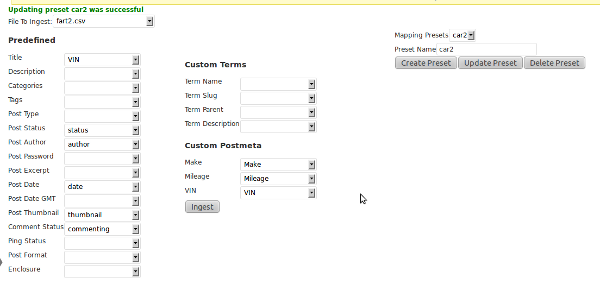 Updating preset car2 was successful
File To Ingest: fart2.csv
Predefined
Title VIN
Description
Categories
Tags
Post Type
Post Status status
Post Author author
Post Password
Post Excerpt
Post Date date
Post Date GMT
Post Thumbnail thumbnail
Comment Status commenting
Ping Status
Post Format
Enclosure
Custom Terms
Term Name
Term Slug
Term Parent
Term Description
Custom Postmeta
Make Make
Mileage Mileage
VIN VIN
Ingest
Mapping Presets: car2
Preset Name car2
Create Preset Update Preset Delete Preset